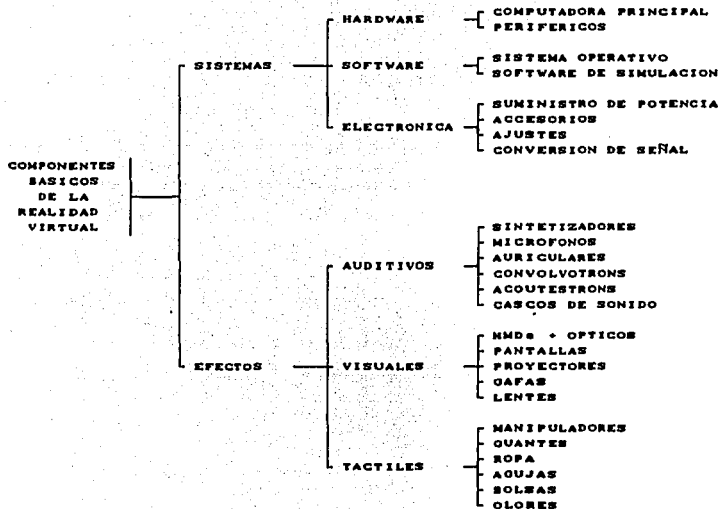 COMPONENTES
BASICOS
DE LA
REALIDAD
VIRTUAL
SISTEMAS
HARDWARE
COMPUTADORA PRINCIPAL
PERIFERICOS
SOFTWARE
SISTEMA OPERATIVO
SOFTWARE DE SIMULACION
ELECTRONICA
SUMINISTRO DE POTENCIA
ACCESORIOS
AJUSTES
CONVERSION DE SEÑAL
EFECTOS
AUDITIVOS
SINTETIZADORES
MICROFONOS
AURICULARES
CONVOLVOTRONS
ACOUTESTRONS
CASCOS DE SONIDO
VISUALES
HMDs + OPTICOS
PANTALLAS
PROYECTORES
GAFAS
LENTES
TACTILES
MANIPULADORES
GUANTES
ROPA
AGUJAS
BOLSAS
OLORES